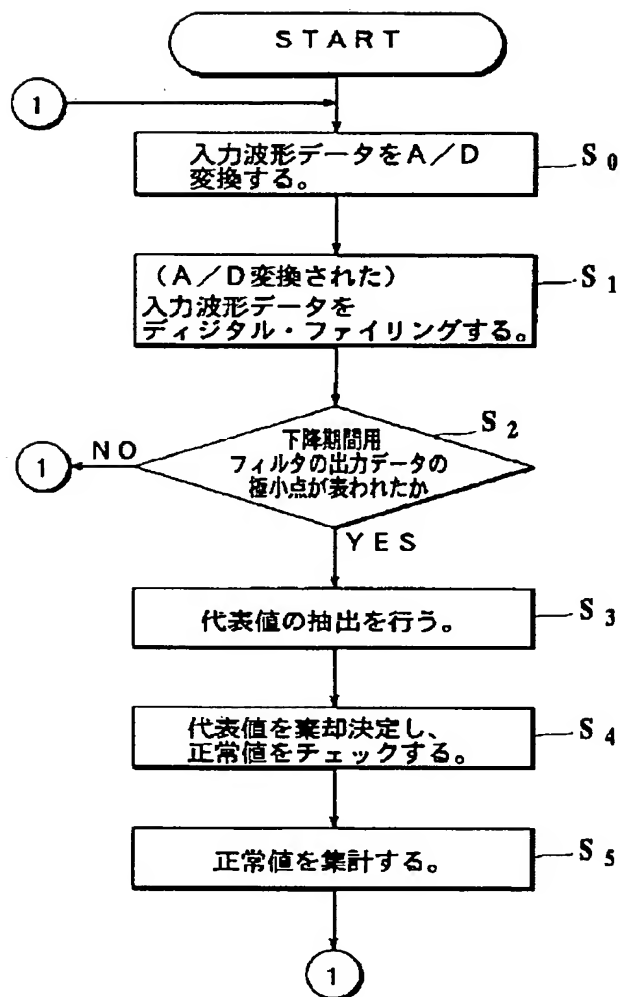 START
1
入力波形データをA/D
変換する。
S0
(A/D変換された)
入力波形データを
ディジタル・ファイリングする。
S1
下降期間用
フィルタの出力データの
極小点が表われたか
S2
NO
1
YES
代表値の抽出を行う。
S3
代表値を棄却決定し、
正常値をチェックする。
S4
正常値を集計する。
S5
1